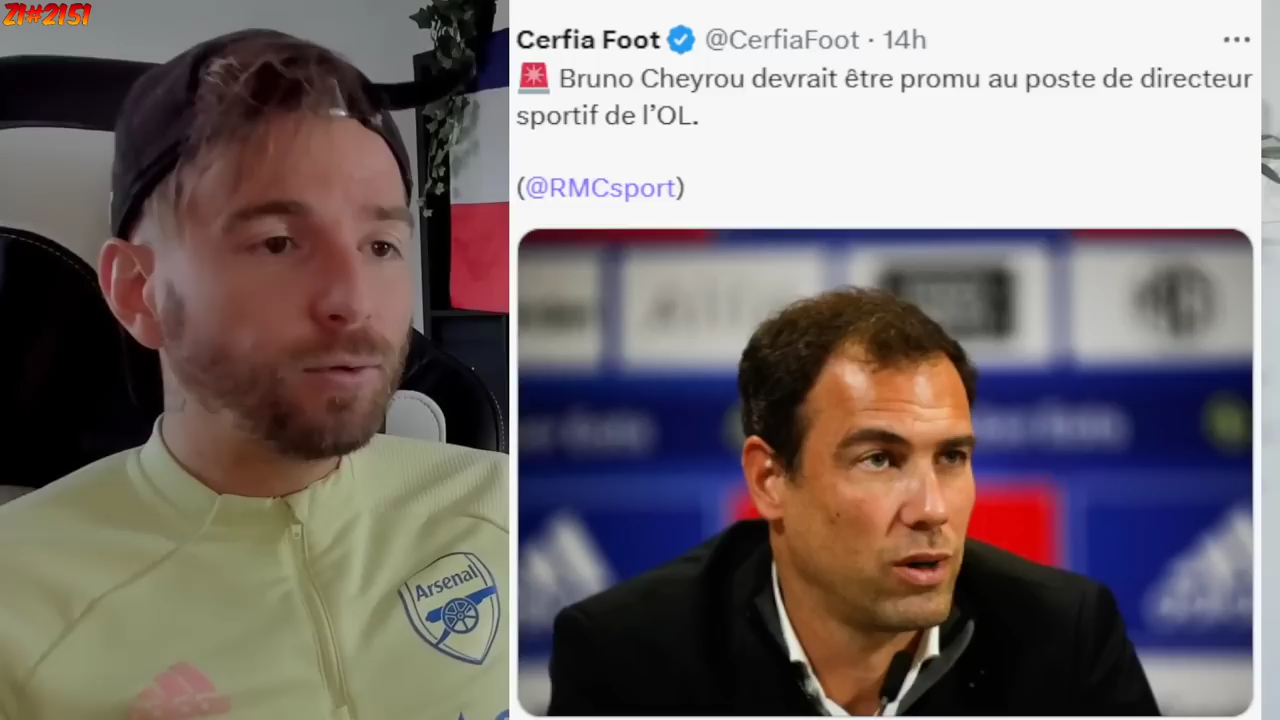 Z1#2151
Cerfia Foot @CerfiaFoot · 14h
🚨 Bruno Cheyrou devrait être promu au poste de directeur
sportif de l’OL.
(@RMCsport)
Arsenal